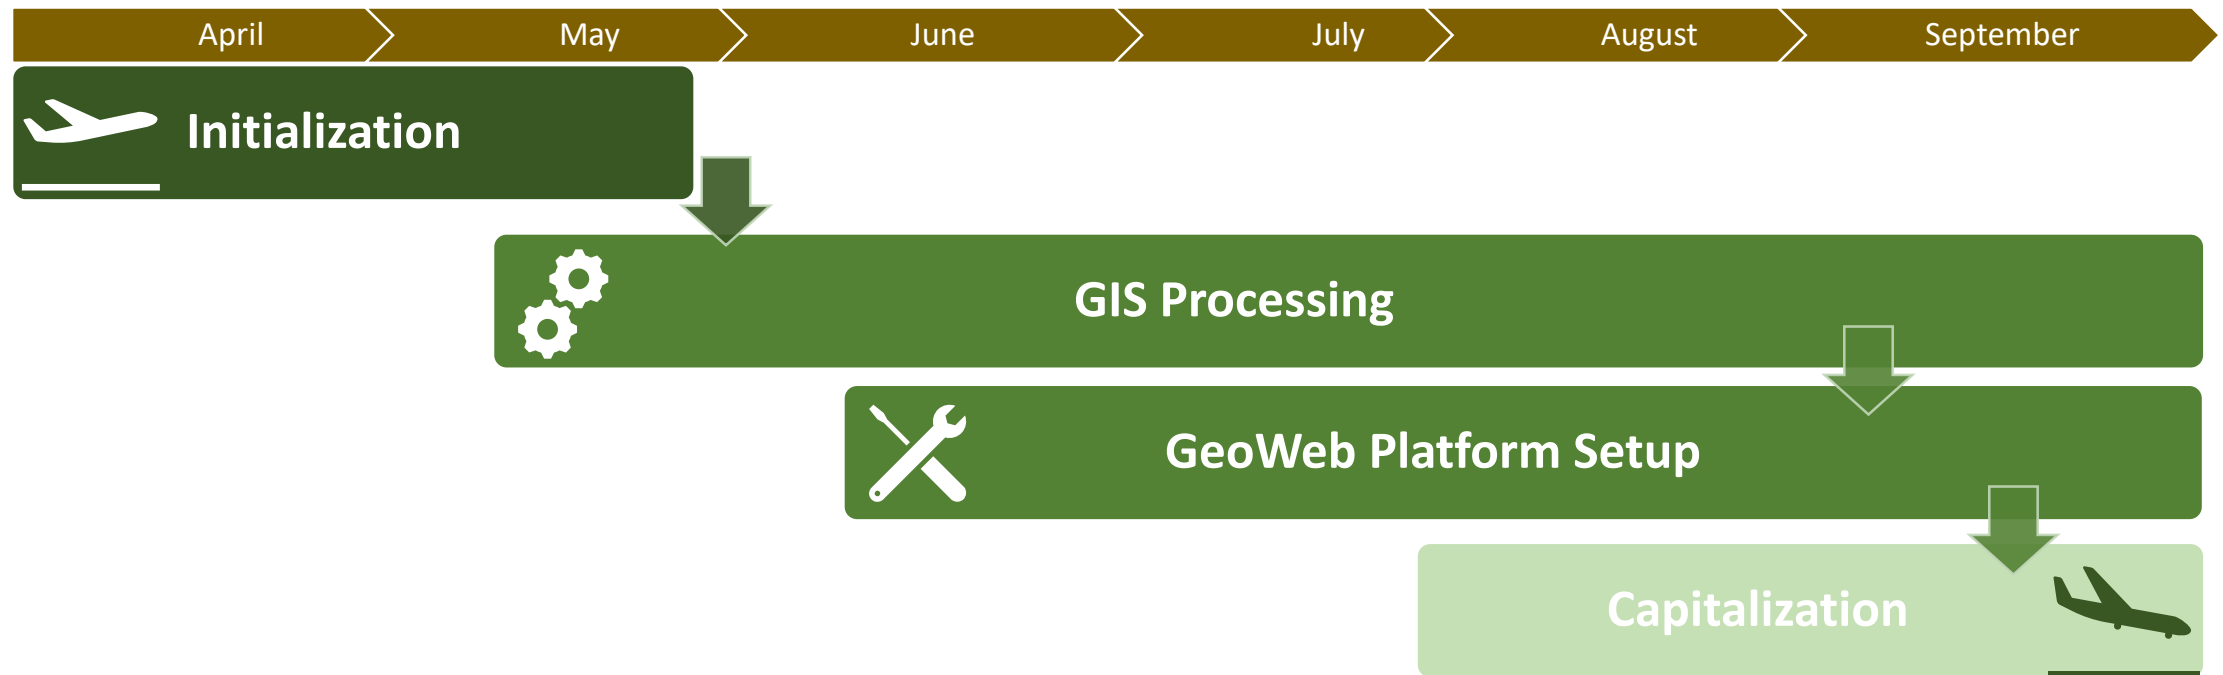 April May June July August September
Initialization
GIS Processing
GeoWeb Platform Setup
Capitalization